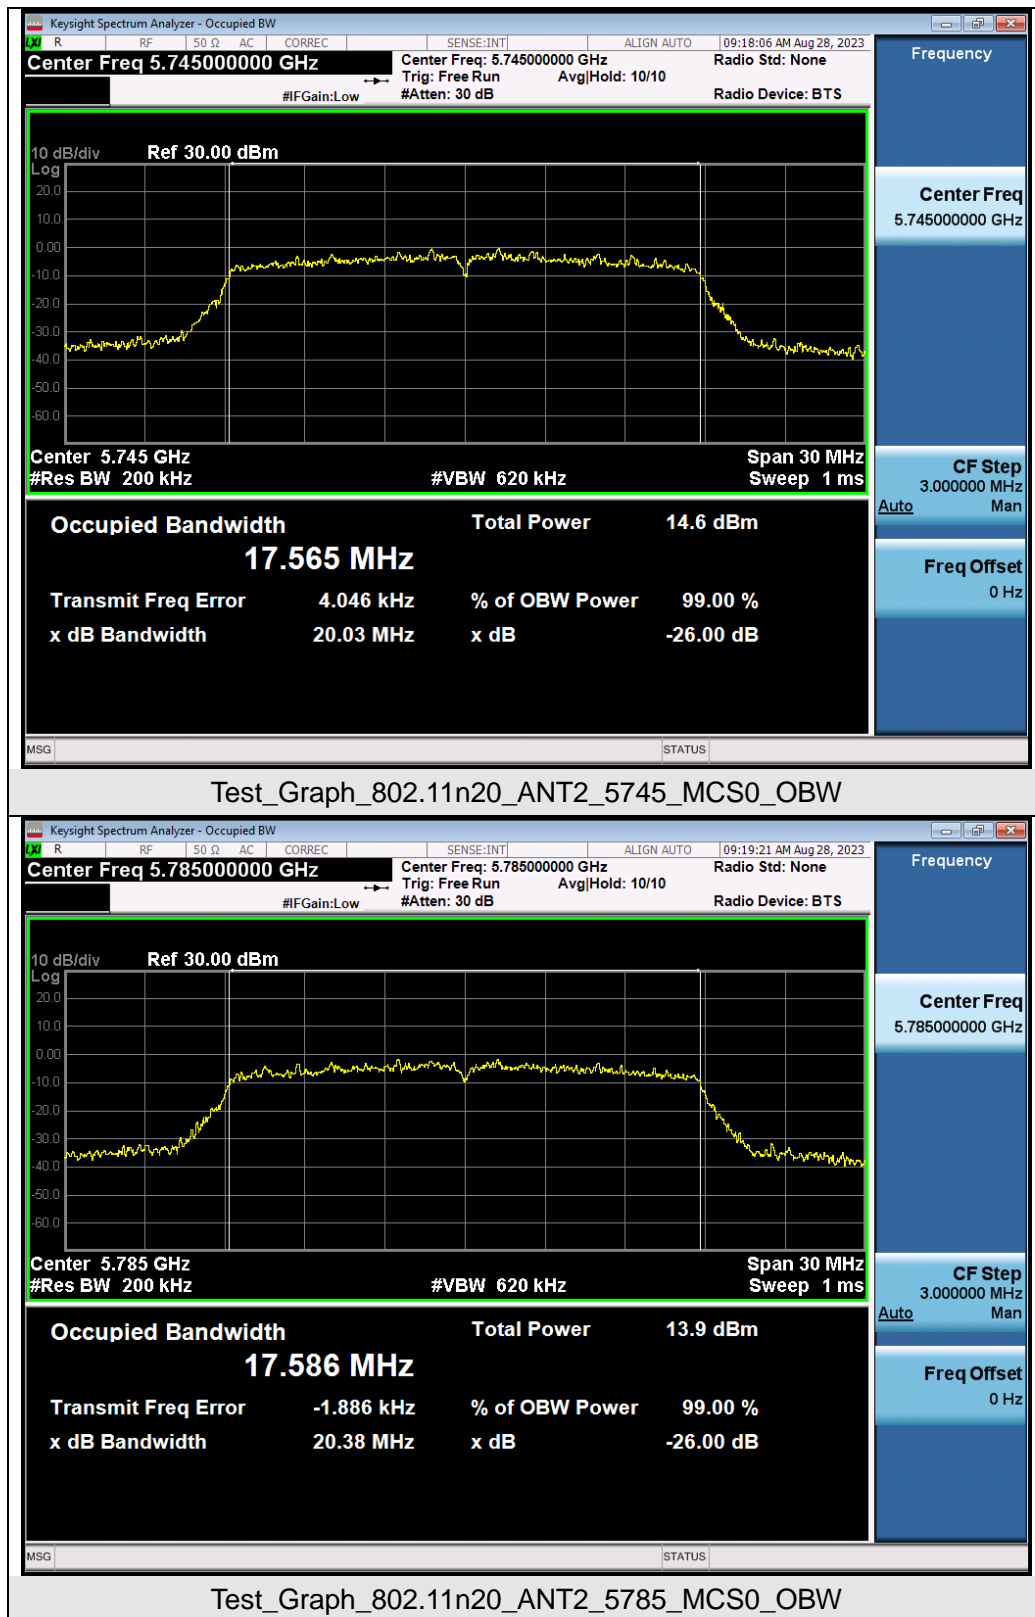 Keysight Spectrum Analyzer - Occupied BW
LXI R RF 50 Ω AC CORREC SENSE:INT ALIGN AUTO 09:18:06 AM Aug 28, 2023
Center Freq 5.745000000 GHz Center Freq: 5.745000000 GHz Radio Std: None
Trig: Free Run Avg|Hold: 10/10
#IFGain:Low #Atten: 30 dB Radio Device: BTS
10 dB/div Ref 30.00 dBm
Log
20.0
10.0
0.00
-10.0
-20.0
-30.0
-40.0
-50.0
-60.0
Center 5.745 GHz Span 30 MHz
#Res BW 200 kHz #VBW 620 kHz Sweep 1 ms
Occupied Bandwidth Total Power 14.6 dBm
17.565 MHz
Transmit Freq Error 4.046 kHz % of OBW Power 99.00 %
x dB Bandwidth 20.03 MHz x dB -26.00 dB
Frequency
Center Freq
5.745000000 GHz
CF Step
3.000000 MHz
Auto Man
Freq Offset
0 Hz
MSG STATUS
Test_Graph_802.11n20_ANT2_5745_MCS0_OBW
Keysight Spectrum Analyzer - Occupied BW
LXI R RF 50 Ω AC CORREC SENSE:INT ALIGN AUTO 09:19:21 AM Aug 28, 2023
Center Freq 5.785000000 GHz Center Freq: 5.785000000 GHz Radio Std: None
Trig: Free Run Avg|Hold: 10/10
#IFGain:Low #Atten: 30 dB Radio Device: BTS
10 dB/div Ref 30.00 dBm
Log
20.0
10.0
0.00
-10.0
-20.0
-30.0
-40.0
-50.0
-60.0
Center 5.785 GHz Span 30 MHz
#Res BW 200 kHz #VBW 620 kHz Sweep 1 ms
Occupied Bandwidth Total Power 13.9 dBm
17.586 MHz
Transmit Freq Error -1.886 kHz % of OBW Power 99.00 %
x dB Bandwidth 20.38 MHz x dB -26.00 dB
Frequency
Center Freq
5.785000000 GHz
CF Step
3.000000 MHz
Auto Man
Freq Offset
0 Hz
MSG STATUS
Test_Graph_802.11n20_ANT2_5785_MCS0_OBW